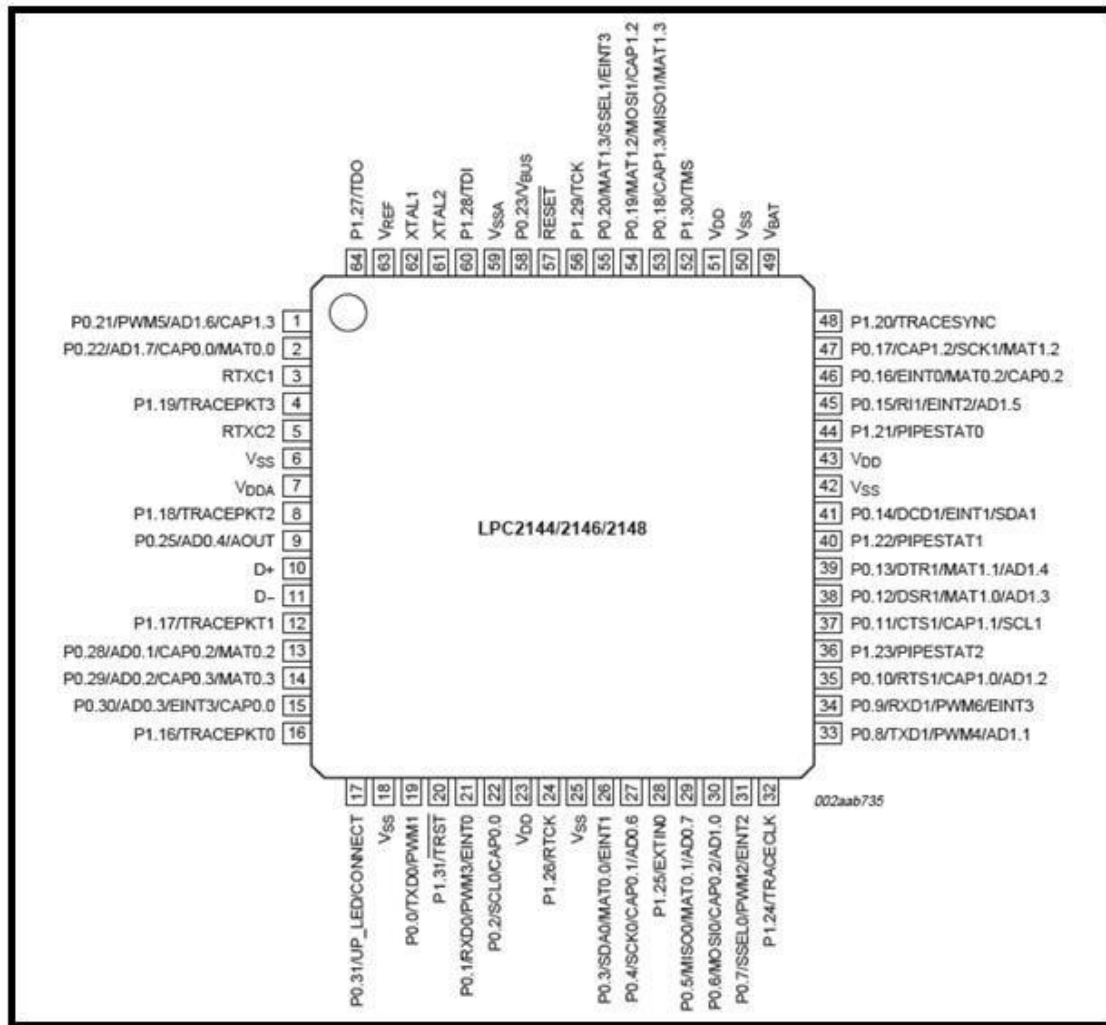 64 P1.27/TDO
63 VREF
62 XTAL1
61 XTAL2
60 P1.28/TDI
59 VSSA
58 P0.23/VBUS
57 RESET
56 P1.29/TCK
55 P0.20/MAT1.3/SSEL1/EINT3
54 P0.19/MAT1.2/MOSI1/CAP1.2
53 P0.18/CAP1.3/MISO1/MAT1.3
52 P1.30/TMS
51 VDD
50 VSS
49 VBAT
P0.21/PWM5/AD1.6/CAP1.3 1
P0.22/AD1.7/CAP0.0/MAT0.0 2
RTXC1 3
P1.19/TRACEPKT3 4
RTXC2 5
VSS 6
VDDA 7
P1.18/TRACEPKT2 8
P0.25/AD0.4/AOUT 9
D+ 10
D− 11
P1.17/TRACEPKT1 12
P0.28/AD0.1/CAP0.2/MAT0.2 13
P0.29/AD0.2/CAP0.3/MAT0.3 14
P0.30/AD0.3/EINT3/CAP0.0 15
P1.16/TRACEPKT0 16
LPC2144/2146/2148
48 P1.20/TRACESYNC
47 P0.17/CAP1.2/SCK1/MAT1.2
46 P0.16/EINT0/MAT0.2/CAP0.2
45 P0.15/RI1/EINT2/AD1.5
44 P1.21/PIPESTAT0
43 VDD
42 VSS
41 P0.14/DCD1/EINT1/SDA1
40 P1.22/PIPESTAT1
39 P0.13/DTR1/MAT1.1/AD1.4
38 P0.12/DSR1/MAT1.0/AD1.3
37 P0.11/CTS1/CAP1.1/SCL1
36 P1.23/PIPESTAT2
35 P0.10/RTS1/CAP1.0/AD1.2
34 P0.9/RXD1/PWM6/EINT3
33 P0.8/TXD1/PWM4/AD1.1
P0.31/UP_LED/CONNECT 17
VSS 18
P0.0/TXD0/PWM1 19
P1.31/TRST 20
P0.1/RXD0/PWM3/EINT0 21
P0.2/SCL0/CAP0.0 22
VDD 23
P1.26/RTCK 24
VSS 25
P0.3/SDA0/MAT0.0/EINT1 26
P0.4/SCK0/CAP0.1/AD0.6 27
P1.25/EXTIN0 28
P0.5/MISO0/MAT0.1/AD0.7 29
P0.6/MOSI0/CAP0.2/AD1.0 30
P0.7/SSEL0/PWM2/EINT2 31
P1.24/TRACECLK 32
002aab735